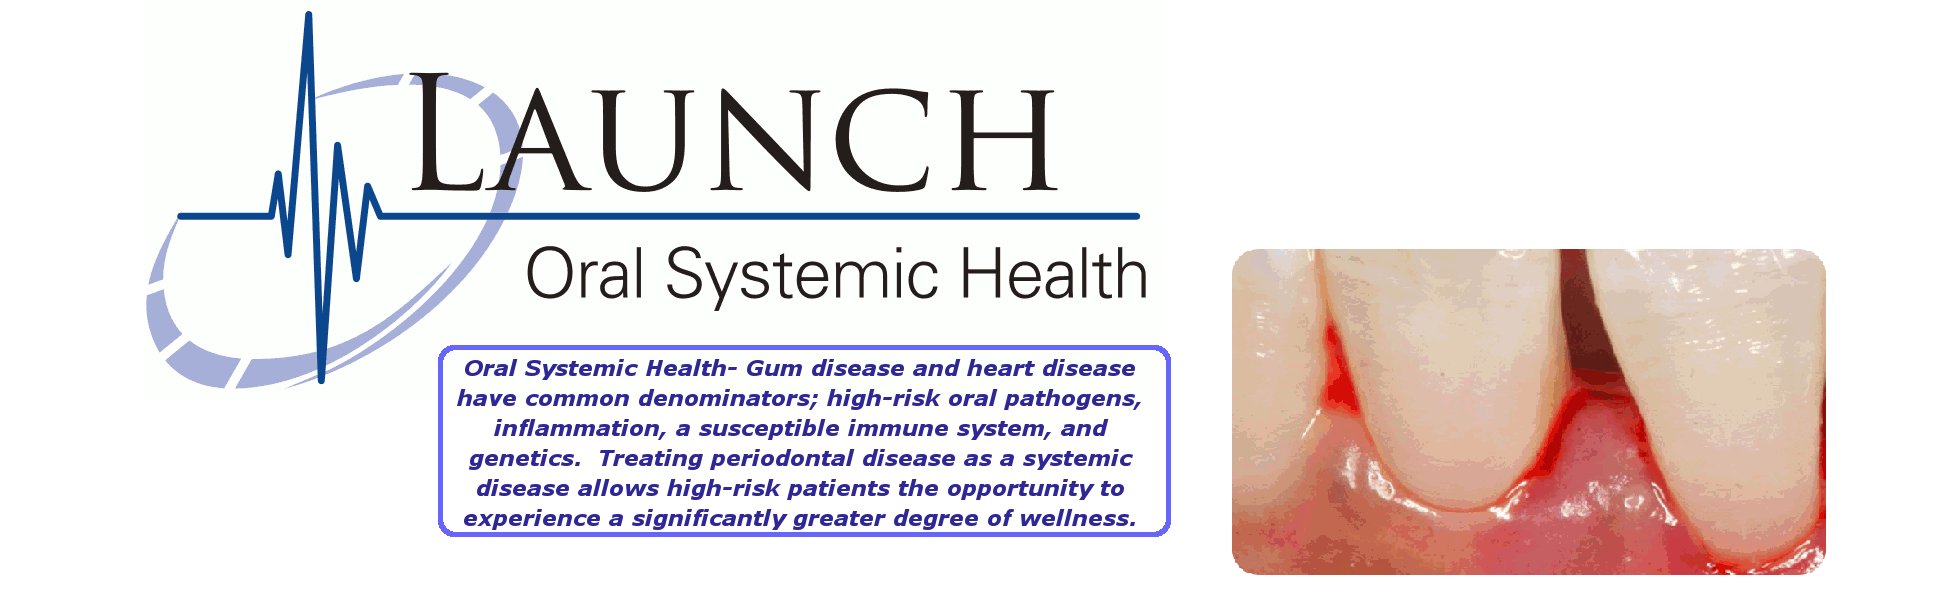 LAUNCH
Oral Systemic Health
Oral Systemic Health- Gum disease and heart disease
have common denominators; high-risk oral pathogens,
inflammation, a susceptible immune system, and
genetics.  Treating periodontal disease as a systemic
disease allows high-risk patients the opportunity to
experience a significantly greater degree of wellness.